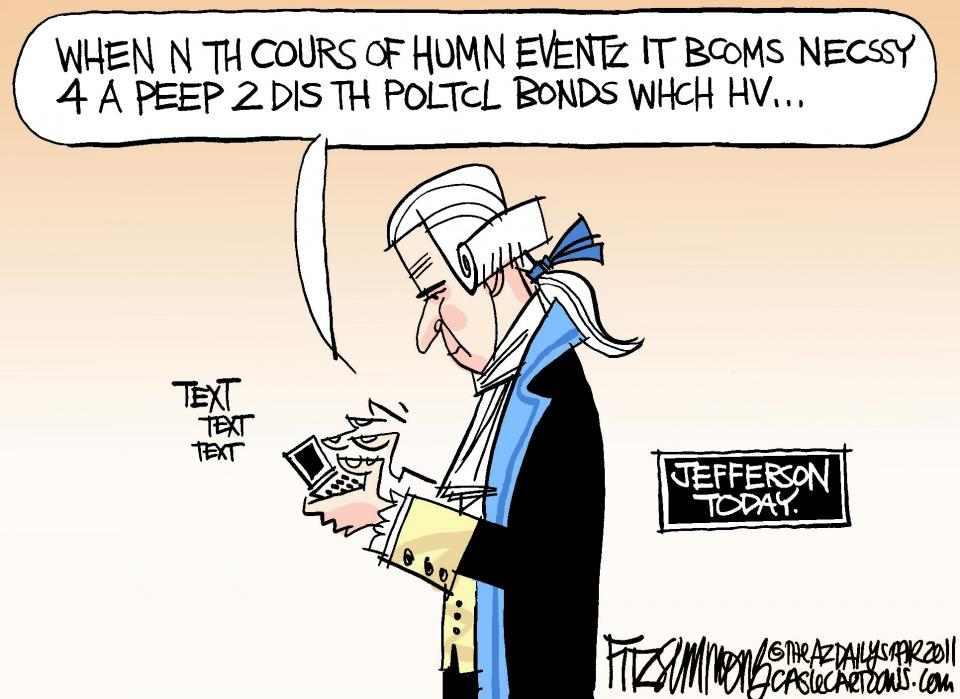 WHEN N TH COURS OF HUMN EVENTZ IT BCOMS NECSSY
4 A PEEP 2 DIS TH POLTCL BONDS WHCH HV...
TEXT
TEXT
TEXT
JEFFERSON
TODAY.
FITZSIMMONS ©THE AZ DAILY STAR 2011
CAGLECARTOONS.com